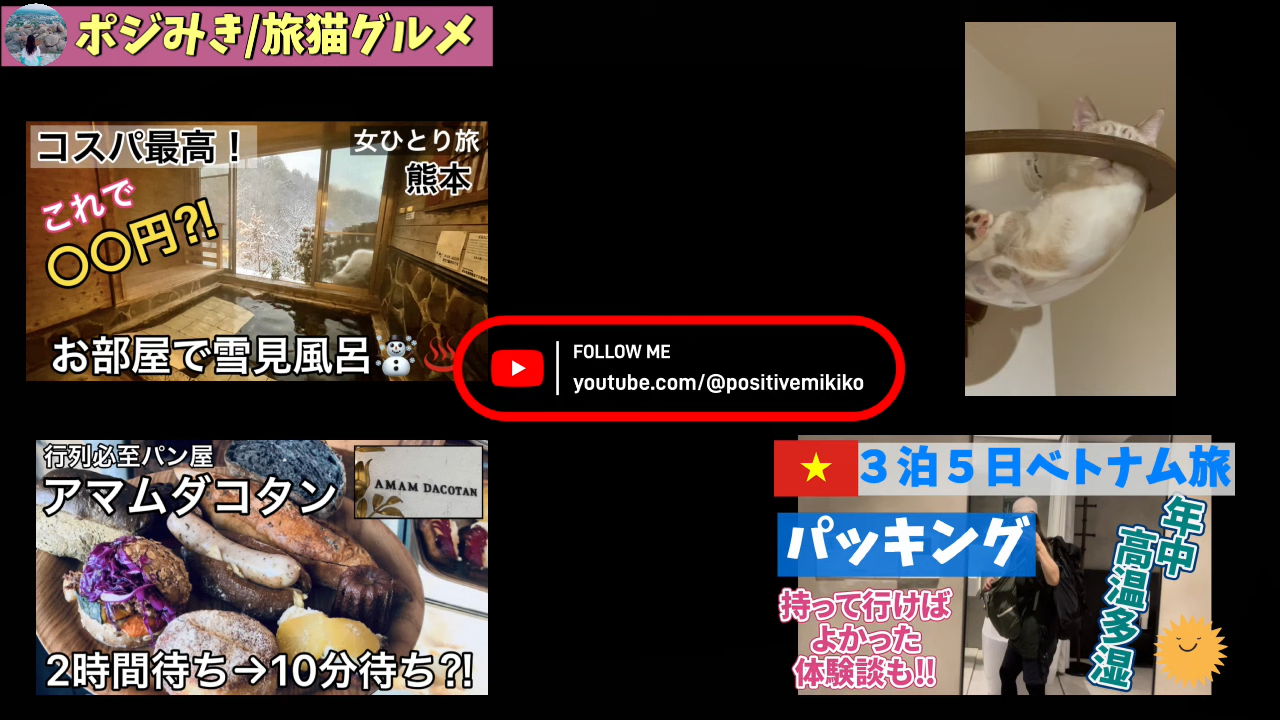 ポジみき/旅猫グルメ
コスパ最高！
女ひとり旅
熊本
これで
〇〇円?!
お部屋で雪見風呂
FOLLOW ME
youtube.com/@positivemikiko
行列必至パン屋
アマムダコタン
AMAM DACOTAN
2時間待ち→10分待ち?!
３泊５日ベトナム旅
パッキング
年中
高温多湿
持って行けば
よかった
体験談も!!